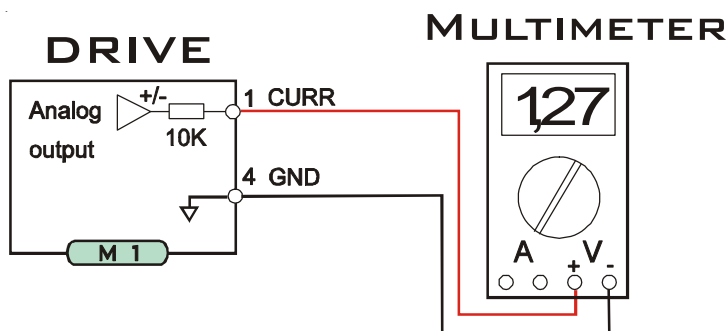 DRIVE
MULTIMETER
Analog
output
+/-
10K
1 CURR
4 GND
M 1
1,27
A V
+ -